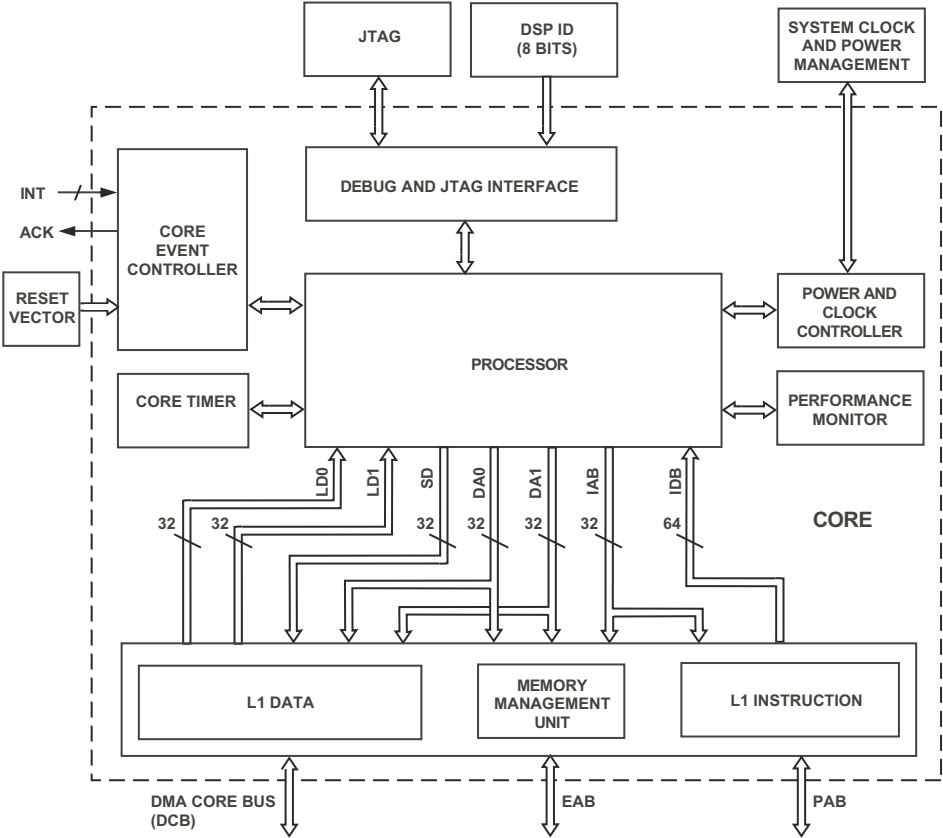 JTAG
DSP ID
(8 BITS)
SYSTEM CLOCK
AND POWER
MANAGEMENT
DEBUG AND JTAG INTERFACE
INT
ACK
CORE
EVENT
CONTROLLER
RESET
VECTOR
POWER AND
CLOCK
CONTROLLER
PROCESSOR
CORE TIMER
PERFORMANCE
MONITOR
LD0
LD1
SD
DA0
DA1
IAB
IDB
32
32
32
32
32
32
64
CORE
L1 DATA
MEMORY
MANAGEMENT
UNIT
L1 INSTRUCTION
DMA CORE BUS
(DCB)
EAB
PAB